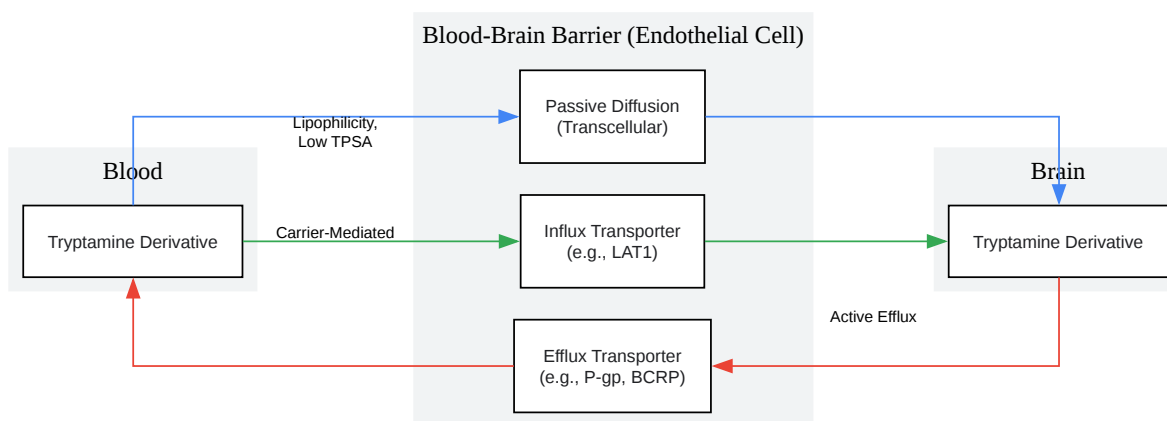 Blood-Brain Barrier (Endothelial Cell)
Passive Diffusion
(Transcellular)
Lipophilicity,
Low TPSA
Blood
Brain
Tryptamine Derivative
Carrier-Mediated
Influx Transporter
(e.g., LAT1)
Tryptamine Derivative
Active Efflux
Efflux Transporter
(e.g., P-gp, BCRP)